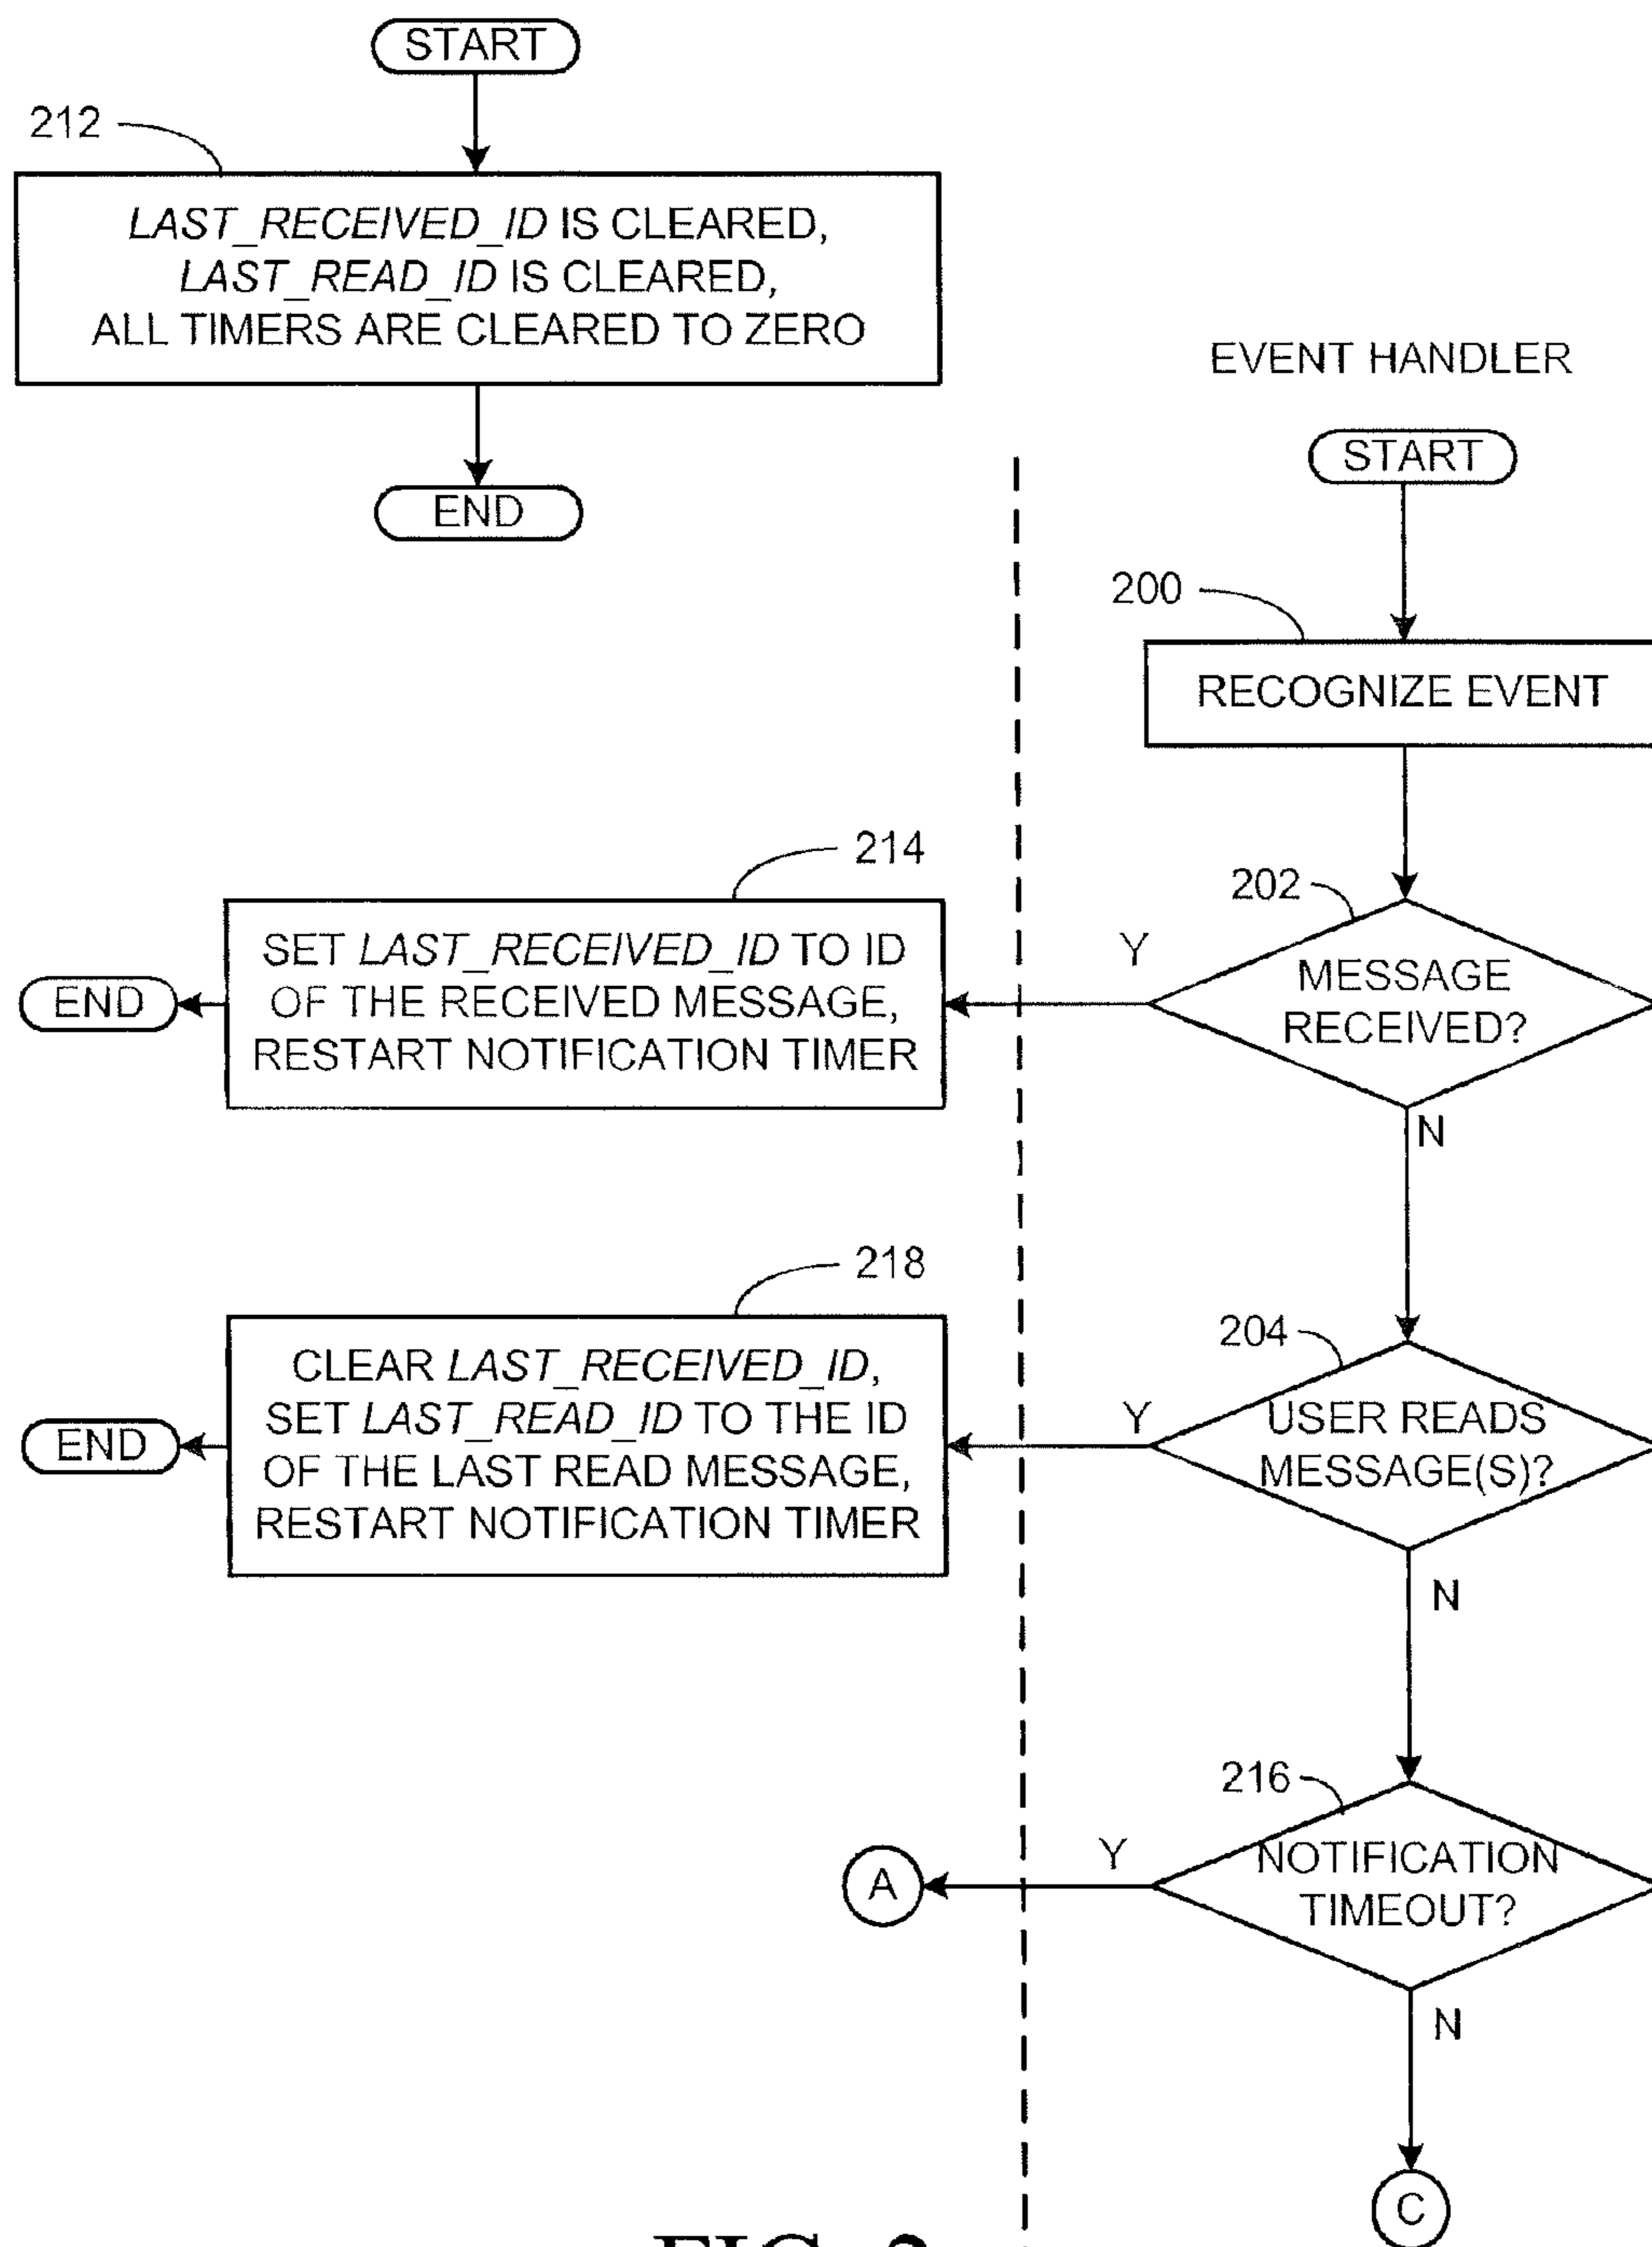 START
212
LAST_RECEIVED_ID IS CLEARED,
LAST_READ_ID IS CLEARED,
ALL TIMERS ARE CLEARED TO ZERO
END
EVENT HANDLER
START
200
RECOGNIZE EVENT
202
MESSAGE
RECEIVED?
Y
N
214
SET LAST_RECEIVED_ID TO ID
OF THE RECEIVED MESSAGE,
RESTART NOTIFICATION TIMER
END
204
USER READS
MESSAGE(S)?
Y
N
218
CLEAR LAST_RECEIVED_ID,
SET LAST_READ_ID TO THE ID
OF THE LAST READ MESSAGE,
RESTART NOTIFICATION TIMER
END
216
NOTIFICATION
TIMEOUT?
Y
A
N
C